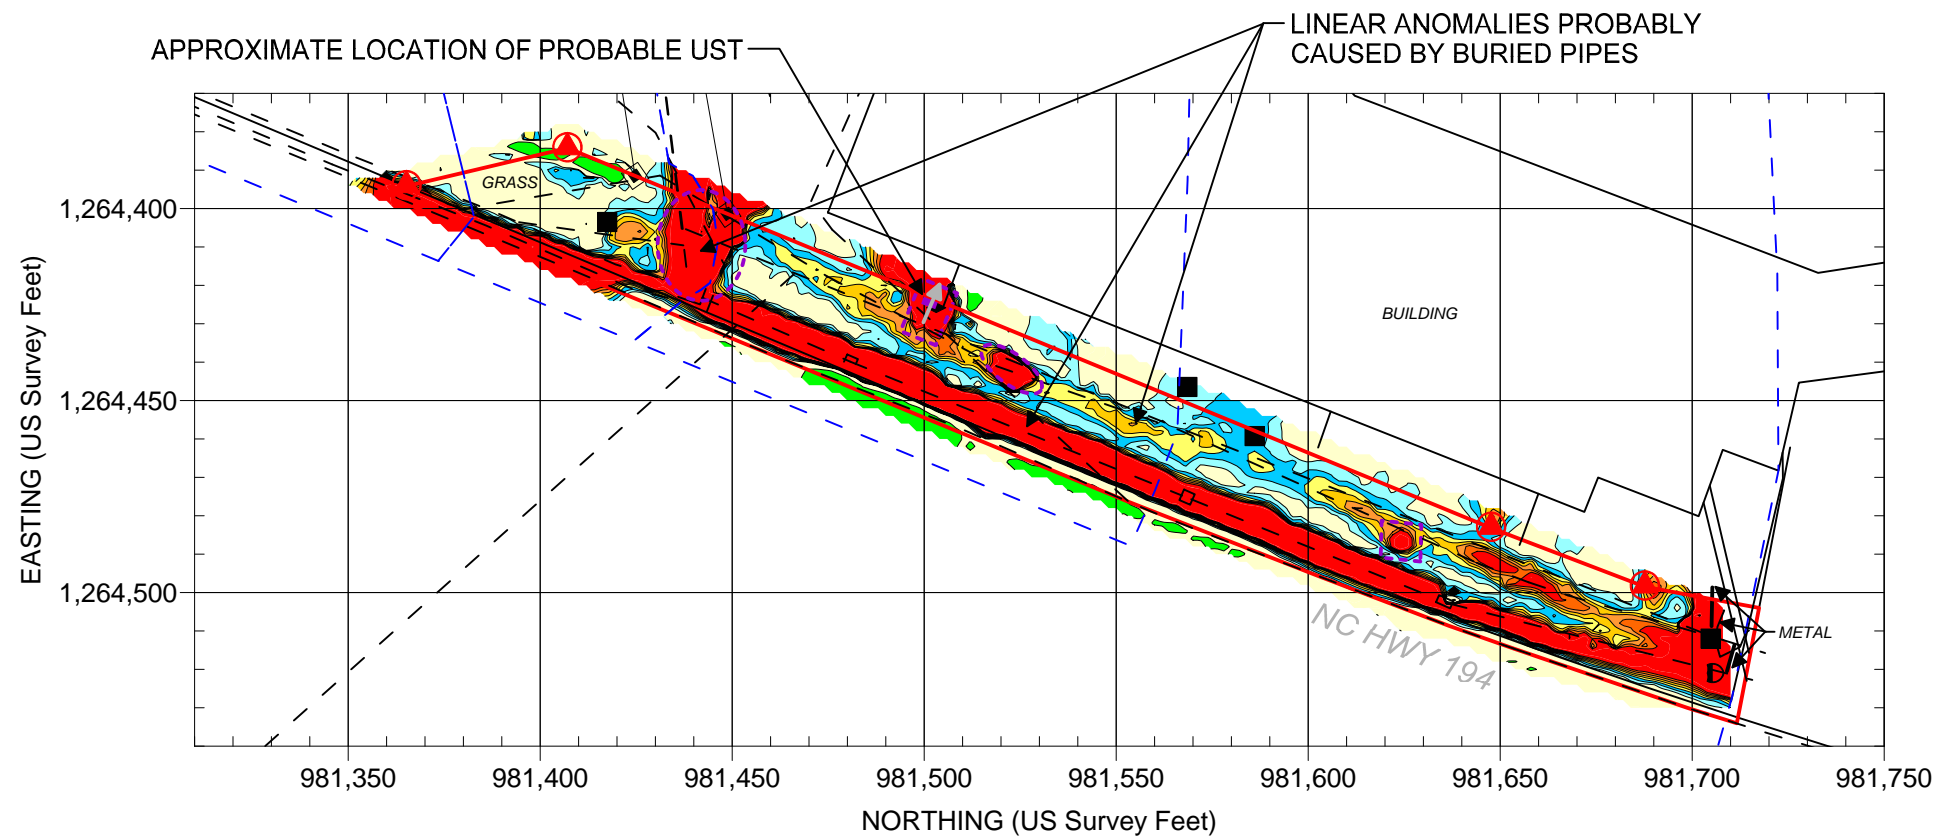 LINEAR ANOMALIES PROBABLY
CAUSED BY BURIED PIPES
APPROXIMATE LOCATION OF PROBABLE UST
GRASS
BUILDING
METAL
NC HWY 194
EASTING (US Survey Feet)
1,264,400
1,264,450
1,264,500
981,350
981,400
981,450
981,500
981,550
981,600
981,650
981,700
981,750
NORTHING (US Survey Feet)